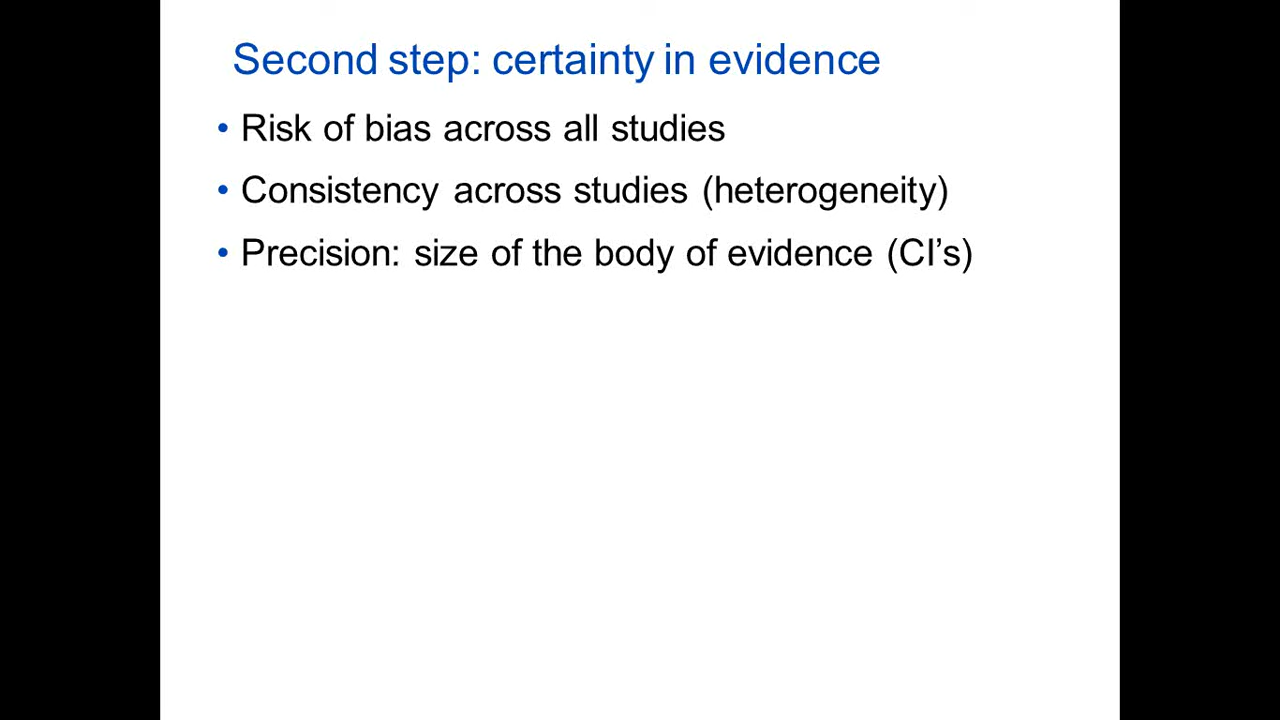 Second step: certainty in evidence
• Risk of bias across all studies
• Consistency across studies (heterogeneity)
• Precision: size of the body of evidence (CI’s)